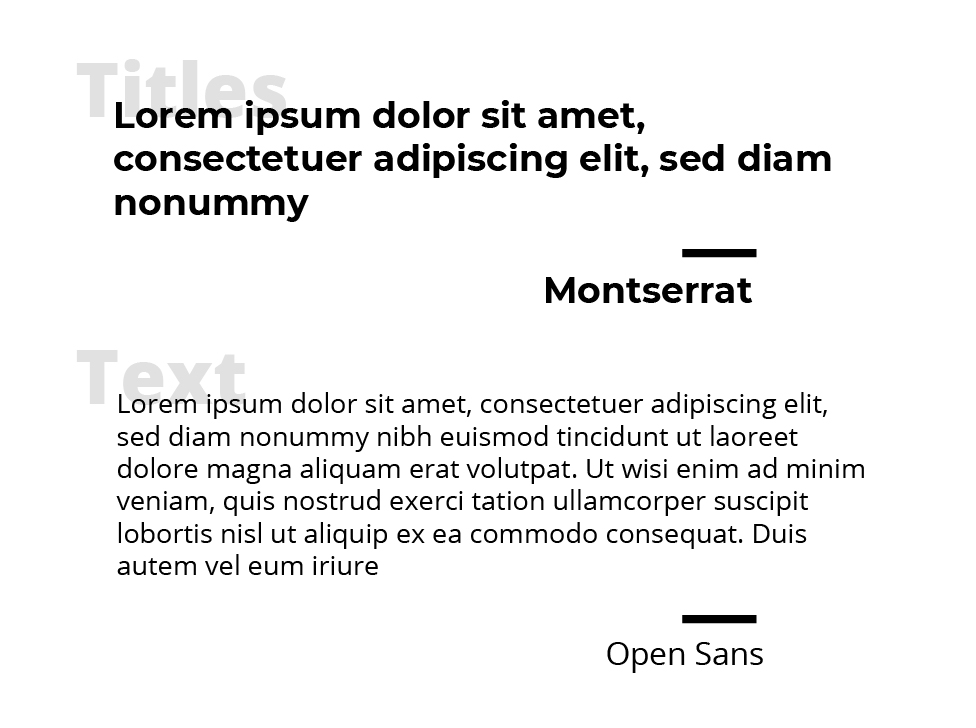 Titles
Lorem ipsum dolor sit amet,
consectetuer adipiscing elit, sed diam
nonummy
Montserrat
Text
Lorem ipsum dolor sit amet, consectetuer adipiscing elit,
sed diam nonummy nibh euismod tincidunt ut laoreet
dolore magna aliquam erat volutpat. Ut wisi enim ad minim
veniam, quis nostrud exerci tation ullamcorper suscipit
lobortis nisl ut aliquip ex ea commodo consequat. Duis
autem vel eum iriure
Open Sans